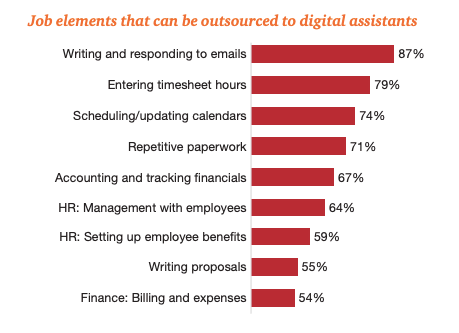 Job elements that can be outsourced to digital assistants
Writing and responding to emails 87%
Entering timesheet hours 79%
Scheduling/updating calendars 74%
Repetitive paperwork 71%
Accounting and tracking financials 67%
HR: Management with employees 64%
HR: Setting up employee benefits 59%
Writing proposals 55%
Finance: Billing and expenses 54%